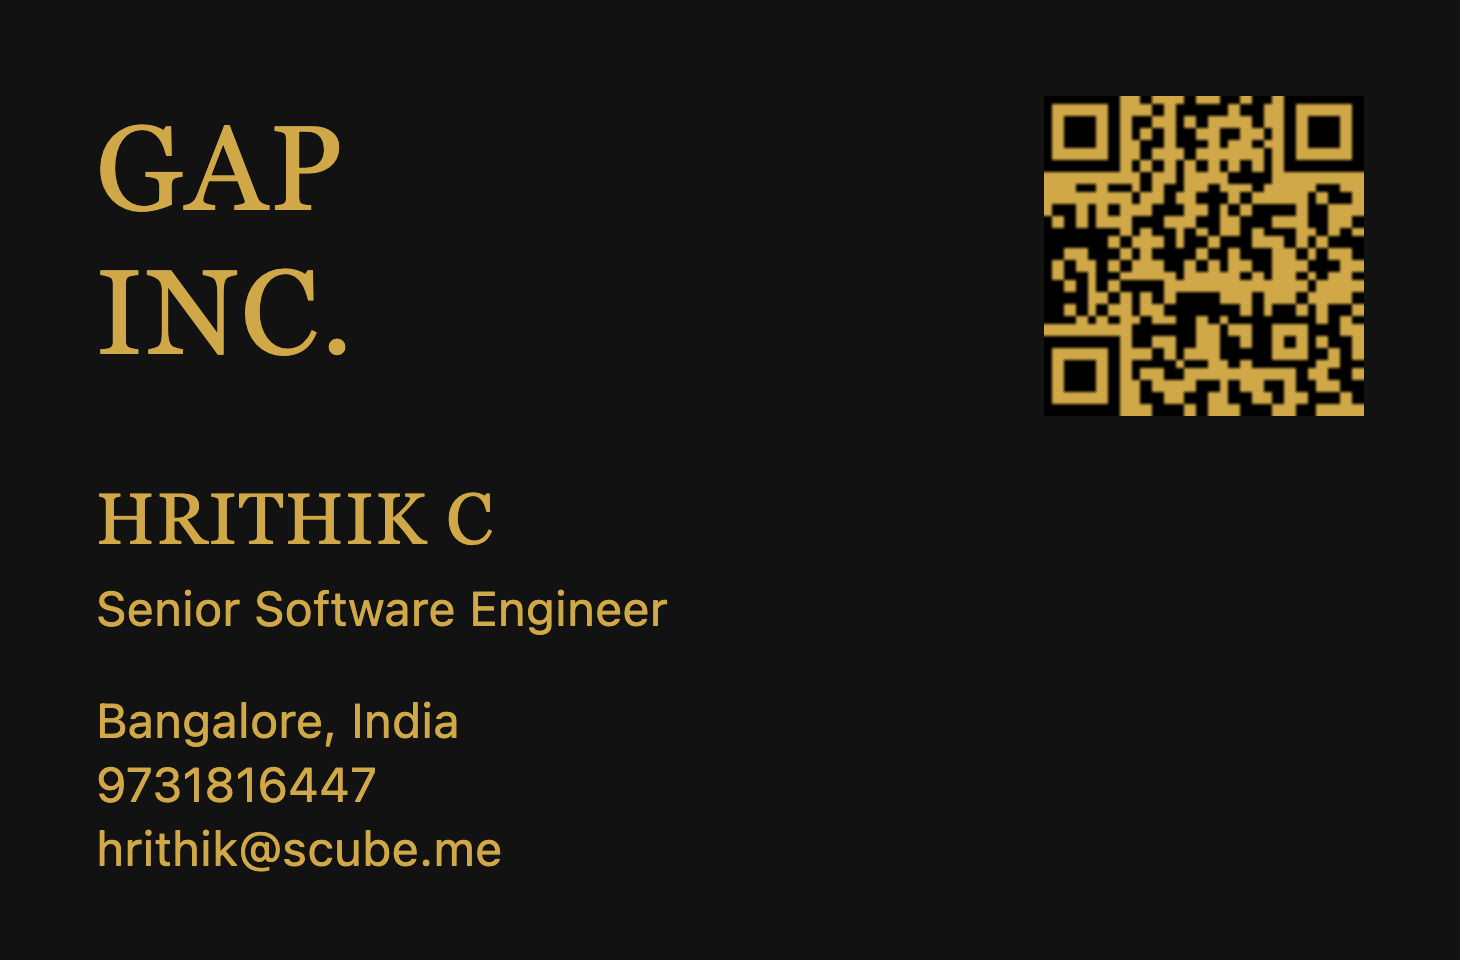 GAP
INC.
HRITHIK C
Senior Software Engineer
Bangalore, India
9731816447
hrithik@scube.me